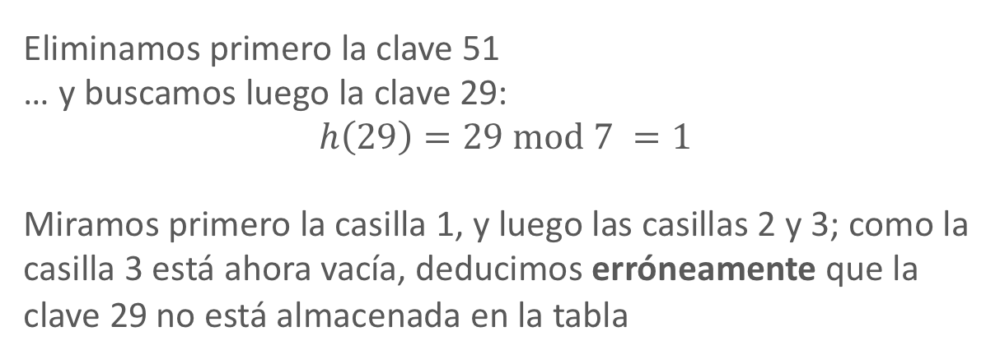 Eliminamos primero la clave 51
... y buscamos luego la clave 29:
h(29) = 29 mod 7 = 1
Miramos primero la casilla 1, y luego las casillas 2 y 3; como la
casilla 3 está ahora vacía, deducimos erróneamente que la
clave 29 no está almacenada en la tabla